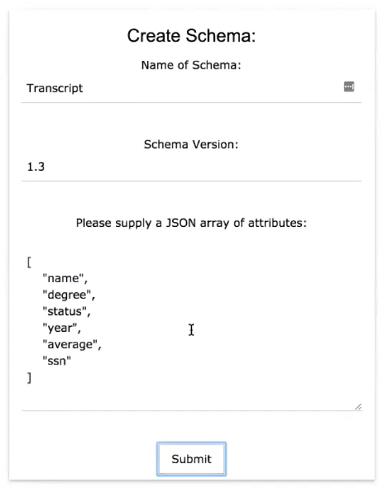 Create Schema:
Name of Schema:
Transcript
Schema Version:
1.3
Please supply a JSON array of attributes:
[
"name",
"degree",
"status",
"year",
"average",
"ssn"
]
Submit